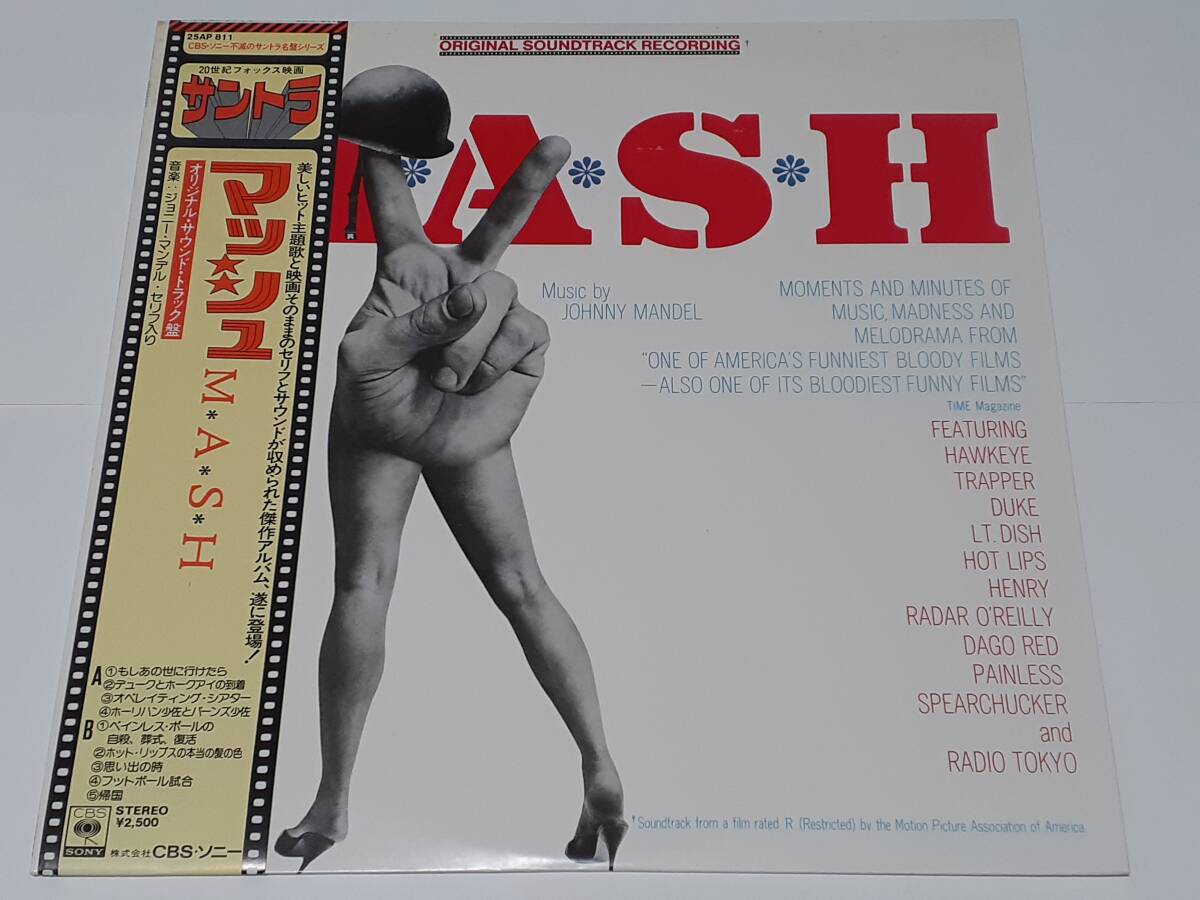 25AP 811
CBS・ソニー不滅のサントラ名盤シリーズ
20世紀フォックス映画
サントラ
美しいヒット主題歌と映画そのままのセリフとサウンドが収められた傑作アルバム、遂に登場!
マッシュ
M*A*S*H
オリジナル・サウンド・トラック盤
音楽:ジョニー・マンデル・セリフ入り
A
①もしあの世に行けたら
②デュークとホークアイの到着
③オペレイティング・シアター
④ホーリハン少佐とバーンズ少佐
B
①ペインレス・ポールの
自殺、葬式、復活
②ホット・リップスの本当の髪の色
③思い出の時
④フットボール試合
⑤帰国
CBS
SONY
STEREO
¥2,500
株式会社 CBS・ソニー
ORIGINAL SOUNDTRACK RECORDING†
*A*S*H
Music by
JOHNNY MANDEL
MOMENTS AND MINUTES OF
MUSIC, MADNESS AND
MELODRAMA FROM
"ONE OF AMERICA'S FUNNIEST BLOODY FILMS
—ALSO ONE OF ITS BLOODIEST FUNNY FILMS"
TIME Magazine
FEATURING
HAWKEYE
TRAPPER
DUKE
LT. DISH
HOT LIPS
HENRY
RADAR O'REILLY
DAGO RED
PAINLESS
SPEARCHUCKER
and
RADIO TOKYO
†Soundtrack from a film rated R (Restricted) by the Motion Picture Association of America